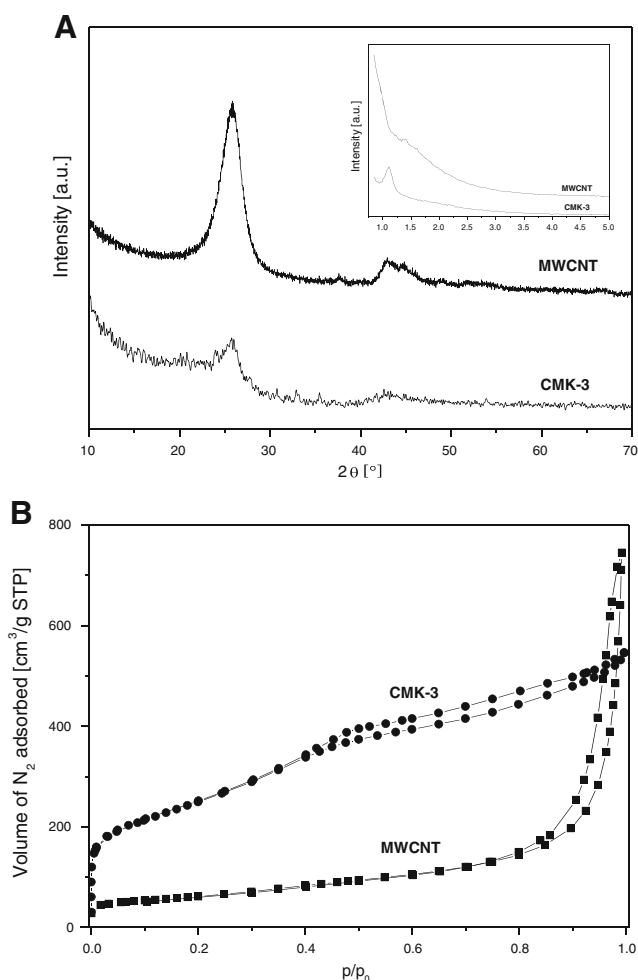 A
Intensity [a.u.]
Intensity [a.u.]
MWCNT
CMK-3
1.0 1.5 2.0 2.5 3.0 3.5 4.0 4.5 5.0
MWCNT
CMK-3
10 20 30 40 50 60 70
2 θ [°]
B
Volume of N2 adsorbed [cm3/g STP]
800
600
400
200
0
CMK-3
MWCNT
0.0 0.2 0.4 0.6 0.8 1.0
p/p0